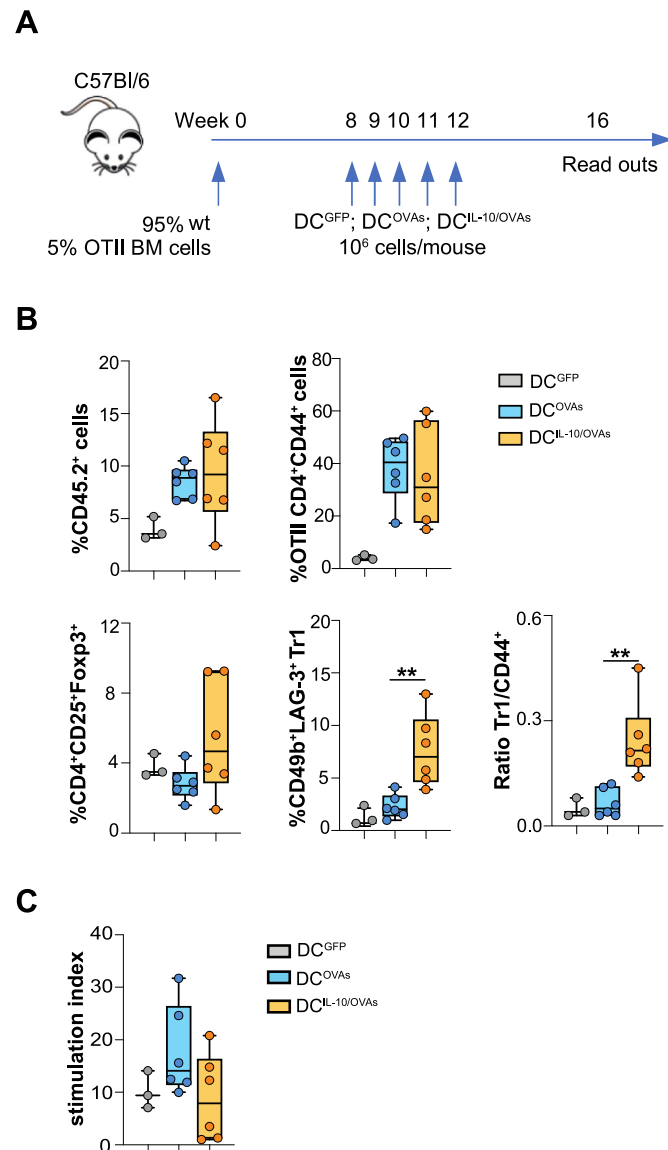 A
C57Bl/6
Week 0 8 9 10 11 12 16
Read outs
95% wt
5% OTII BM cells
DC^GFP; DC^OVAs; DC^IL-10/OVAs
10^6 cells/mouse
B
%CD45.2+ cells
20
15
10
5
0
%OTII CD4+CD44+ cells
80
60
40
20
0
DC^GFP
DC^OVAs
DC^IL-10/OVAs
%CD4+CD25+Foxp3+
12
8
4
0
%CD49b+LAG-3+ Tr1
20
15
10
5
0
**
Ratio Tr1/CD44+
0.6
0.3
0.0
**
C
stimulation index
40
30
20
10
0
DC^GFP
DC^OVAs
DC^IL-10/OVAs